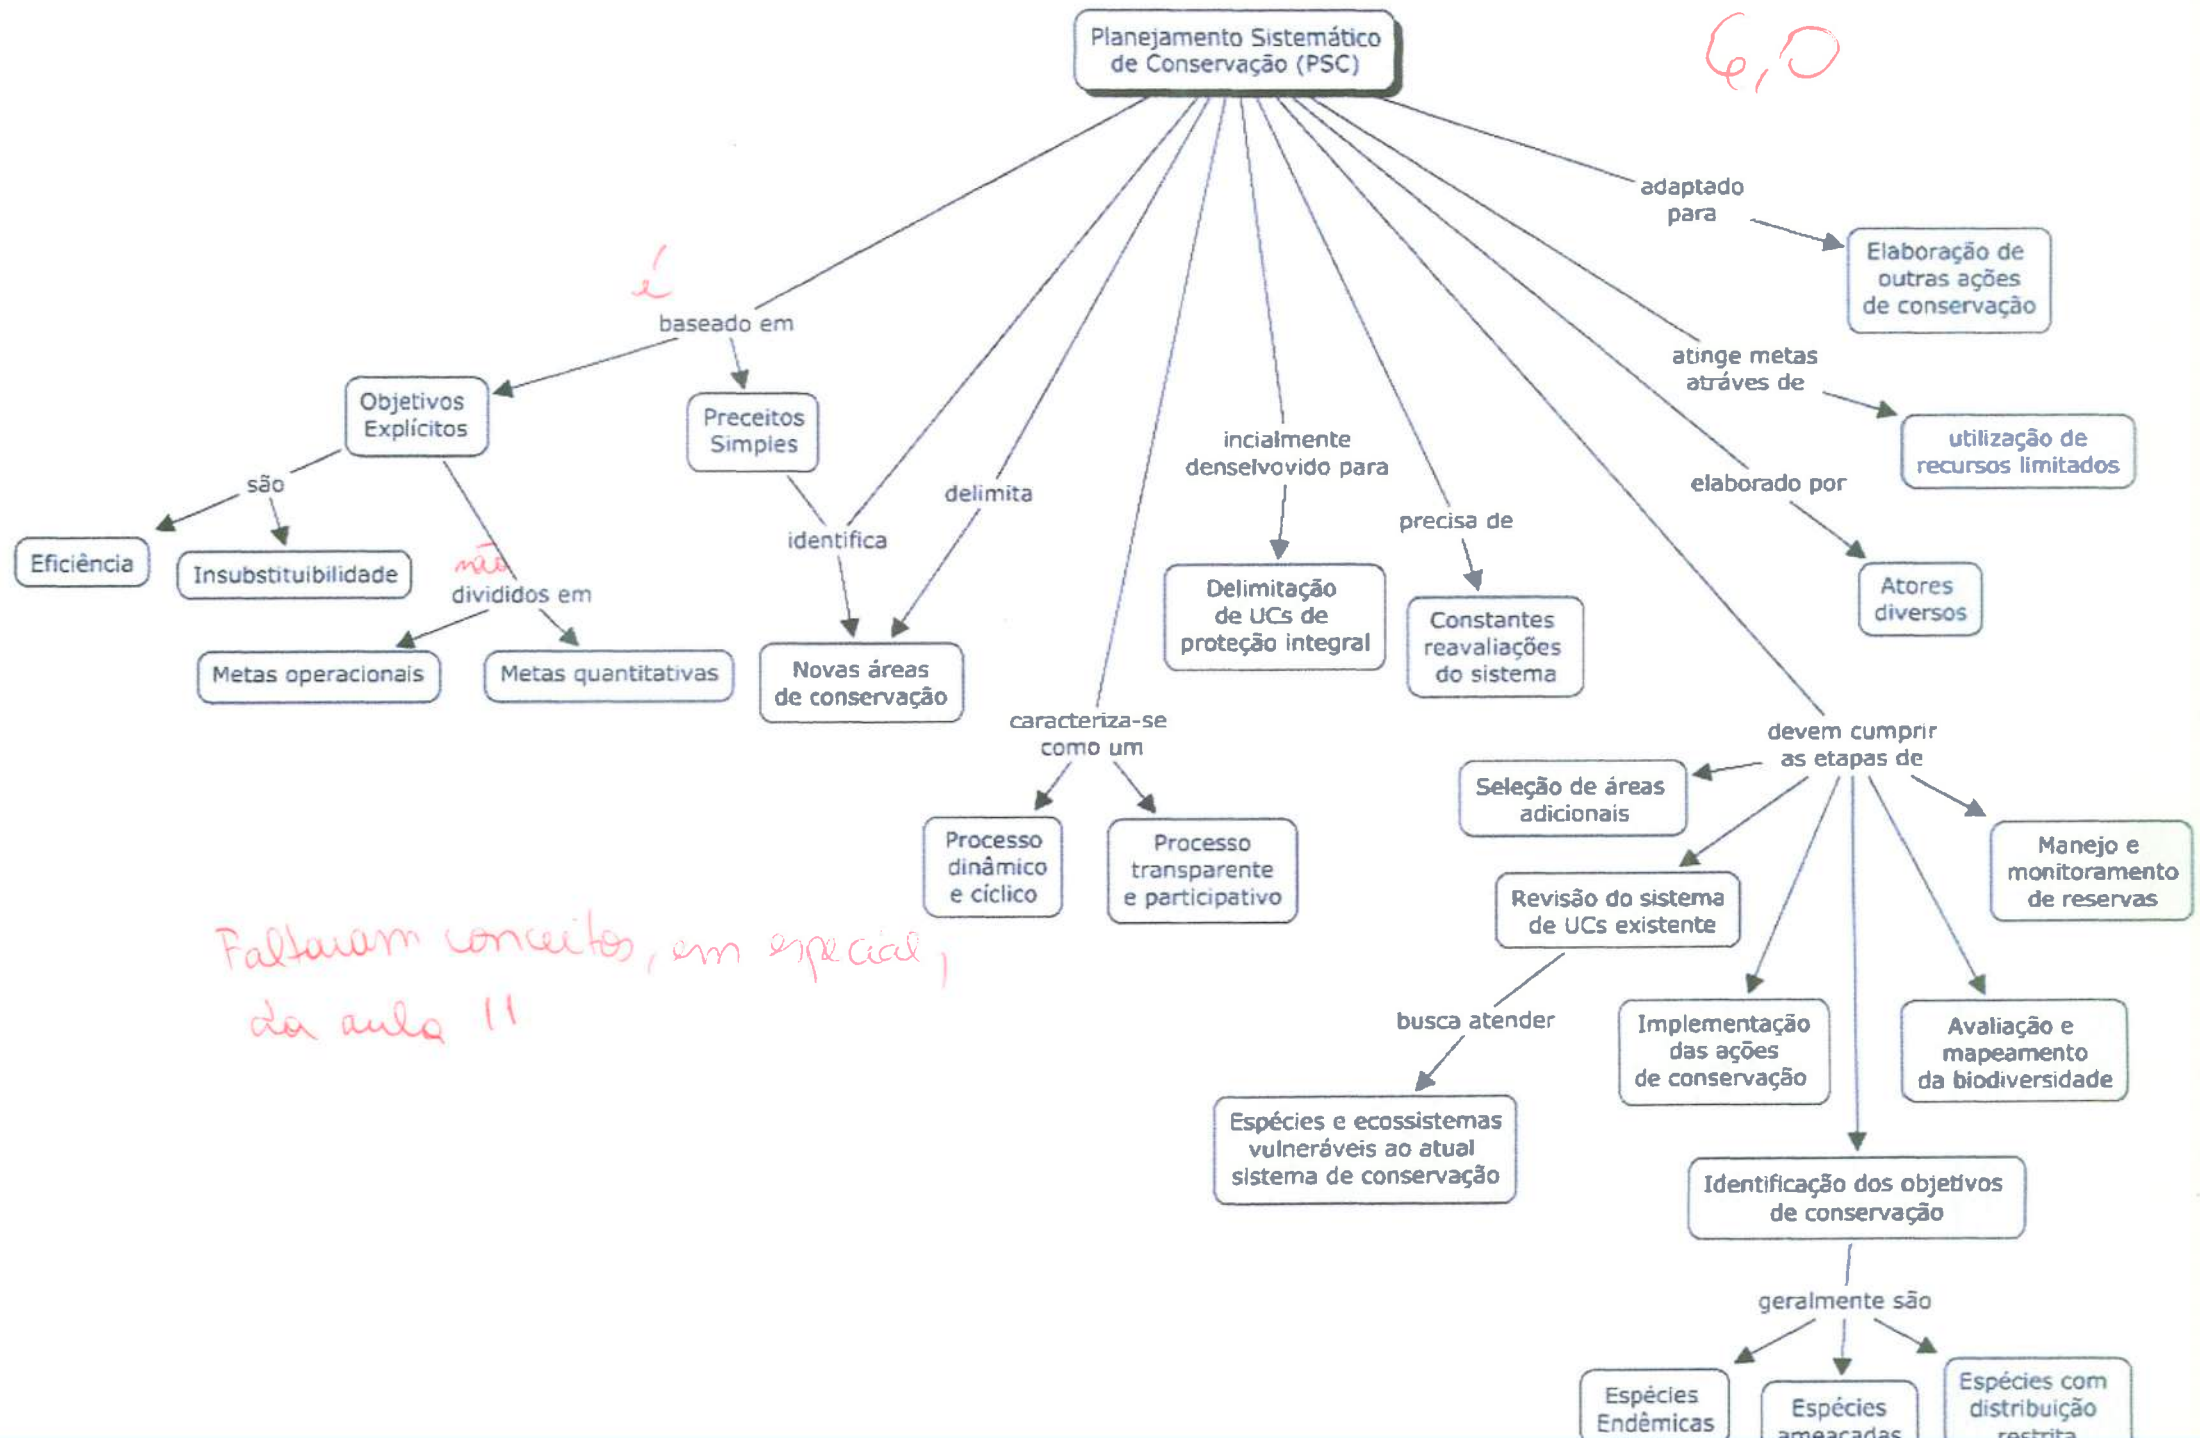 Planejamento Sistemático
de Conservação (PSC)
6,0
adaptado
para
Elaboração de
outras ações
de conservação
é
baseado em
atinge metas
atráves de
utilização de
recursos limitados
Objetivos
Explícitos
Preceitos
Simples
incialmente
denselvovido para
elaborado por
são
delimita
precisa de
identifica
Eficiência
Insubstituibilidade
não
divididos em
Delimitação
de UCs de
proteção integral
Constantes
reavaliações
do sistema
Atores
diversos
Metas operacionais
Metas quantitativas
Novas áreas
de conservação
caracteriza-se
como um
devem cumprir
as etapas de
Seleção de áreas
adicionais
Processo
dinâmico
e cíclico
Processo
transparente
e participativo
Manejo e
monitoramento
de reservas
Revisão do sistema
de UCs existente
Faltaram conceitos, em especial,
da aula 11
busca atender
Implementação
das ações
de conservação
Avaliação e
mapeamento
da biodiversidade
Espécies e ecossistemas
vulneráveis ao atual
sistema de conservação
Identificação dos objetivos
de conservação
geralmente são
Espécies
Endêmicas
Espécies
ameaçadas
Espécies com
distribuição
restrita